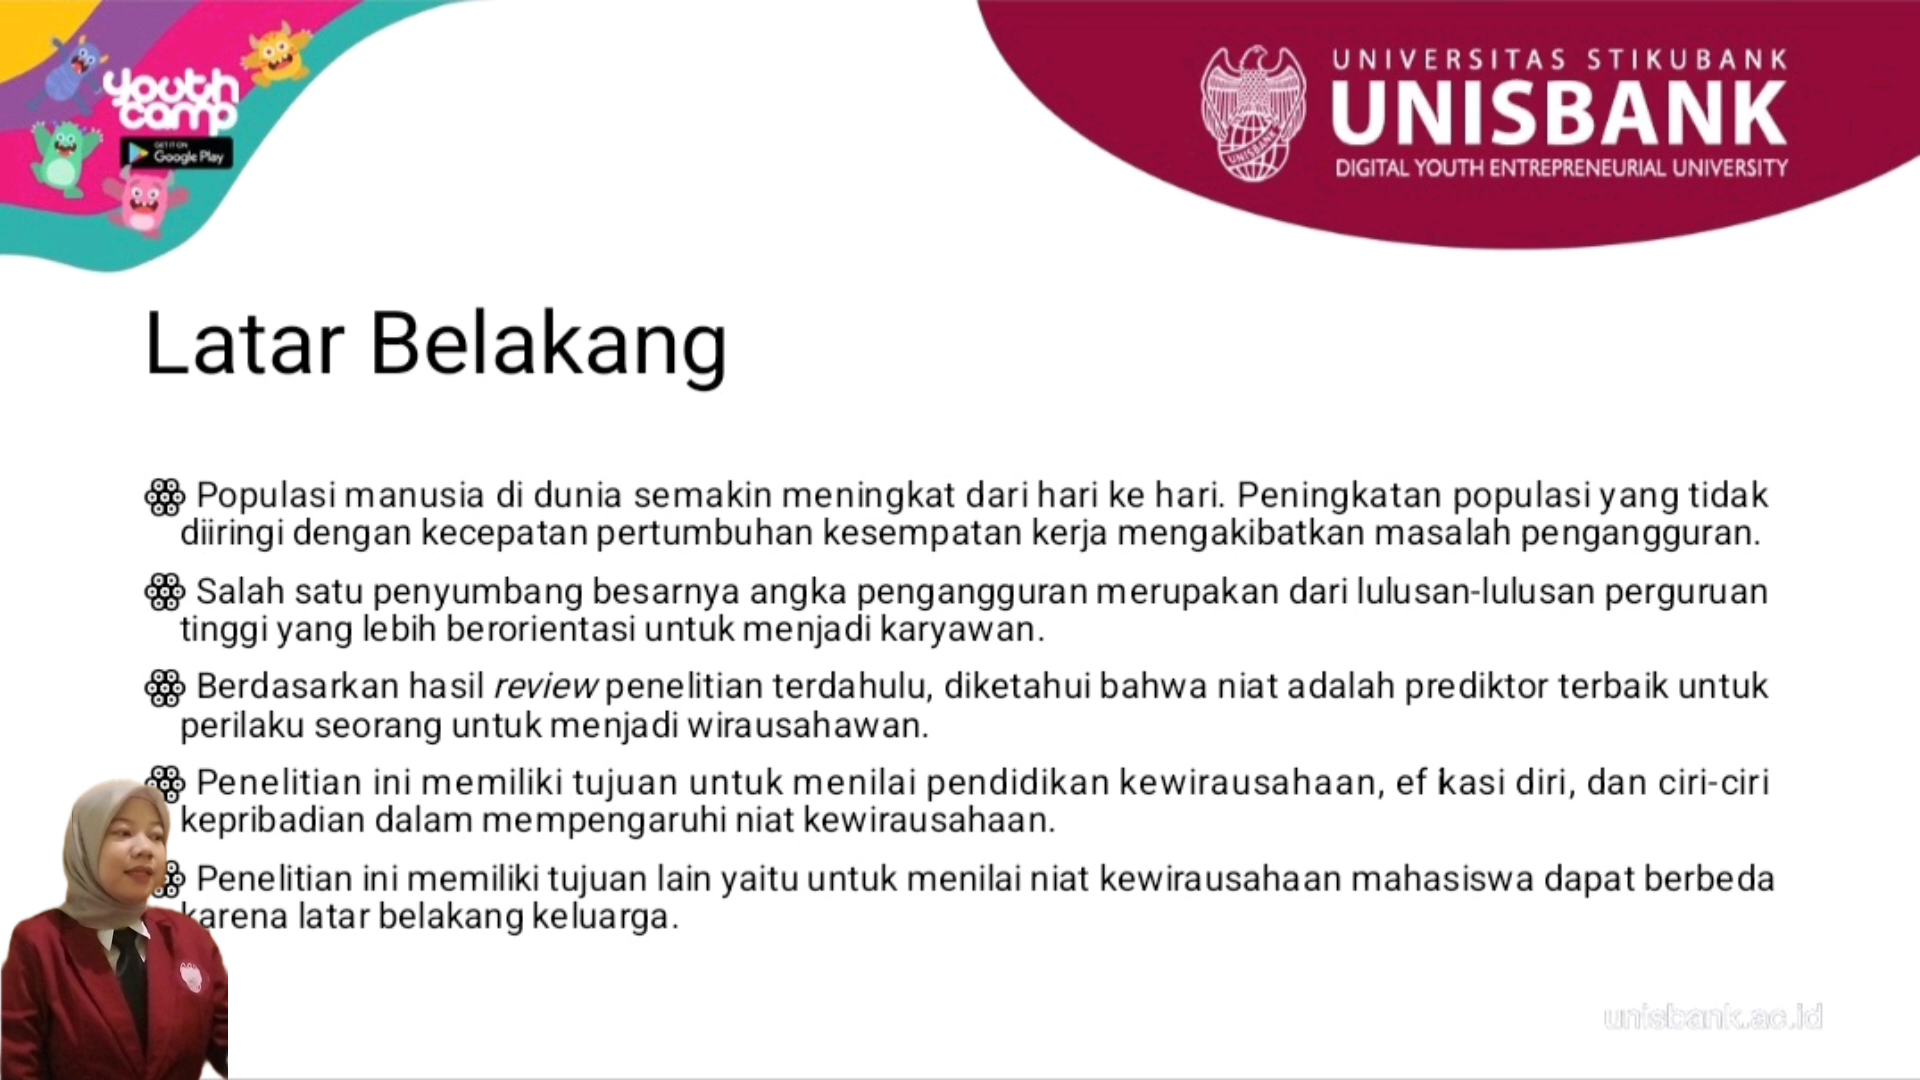 youth
camp
GET IT ON
Google Play
UNIVERSITAS STIKUBANK
UNISBANK
DIGITAL YOUTH ENTREPRENEURIAL UNIVERSITY
UNISBANK
Latar Belakang
Populasi manusia di dunia semakin meningkat dari hari ke hari. Peningkatan populasi yang tidak
diiringi dengan kecepatan pertumbuhan kesempatan kerja mengakibatkan masalah pengangguran.
Salah satu penyumbang besarnya angka pengangguran merupakan dari lulusan-lulusan perguruan
tinggi yang lebih berorientasi untuk menjadi karyawan.
Berdasarkan hasil review penelitian terdahulu, diketahui bahwa niat adalah prediktor terbaik untuk
perilaku seorang untuk menjadi wirausahawan.
Penelitian ini memiliki tujuan untuk menilai pendidikan kewirausahaan, ef kasi diri, dan ciri-ciri
kepribadian dalam mempengaruhi niat kewirausahaan.
Penelitian ini memiliki tujuan lain yaitu untuk menilai niat kewirausahaan mahasiswa dapat berbeda
karena latar belakang keluarga.
unisbank.ac.id